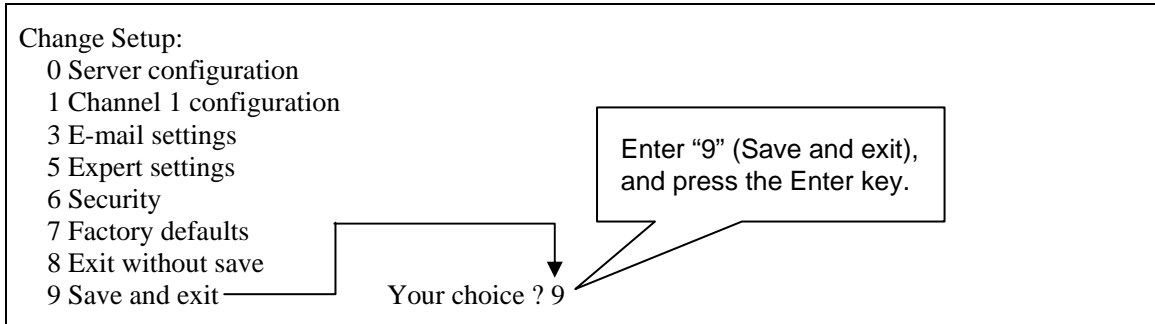 Change Setup:
0 Server configuration
1 Channel 1 configuration
3 E-mail settings
5 Expert settings
6 Security
7 Factory defaults
8 Exit without save
9 Save and exit
Your choice ? 9
Enter “9” (Save and exit),
and press the Enter key.